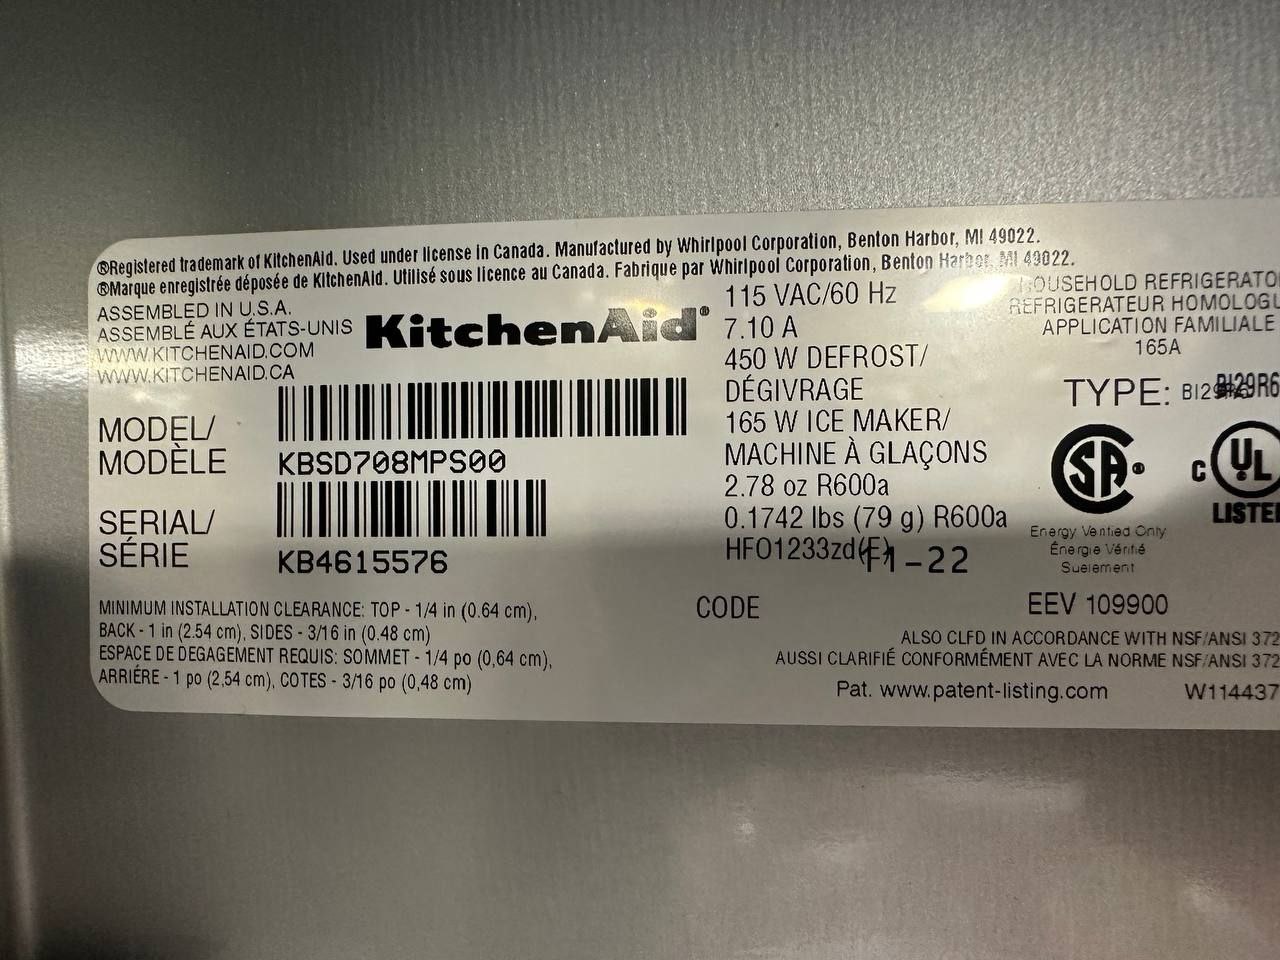 ®Registered trademark of KitchenAid. Used under license in Canada. Manufactured by Whirlpool Corporation, Benton Harbor, MI 49022.
®Marque enregistrée déposée de KitchenAid. Utilisé sous licence au Canada. Fabrique par Whirlpool Corporation, Benton Harbor, MI 49022.
ASSEMBLED IN U.S.A.
ASSEMBLÉ AUX ÉTATS-UNIS
WWW.KITCHENAID.COM
WWW.KITCHENAID.CA
KitchenAid®
MODEL/
MODÈLE
KBSD708MPS00
SERIAL/
SÉRIE
KB4615576
MINIMUM INSTALLATION CLEARANCE: TOP - 1/4 in (0.64 cm),
BACK - 1 in (2.54 cm), SIDES - 3/16 in (0.48 cm)
ESPACE DE DEGAGEMENT REQUIS: SOMMET - 1/4 po (0,64 cm),
ARRIÉRE - 1 po (2,54 cm), COTES - 3/16 po (0,48 cm)
115 VAC/60 Hz
7.10 A
450 W DEFROST/
DÉGIVRAGE
165 W ICE MAKER/
MACHINE À GLAÇONS
2.78 oz R600a
0.1742 lbs (79 g) R600a
HFO1233zd(E)
1-22
CODE
HOUSEHOLD REFRIGERATO
REFRIGERATEUR HOMOLOGU
APPLICATION FAMILIALE
165A
TYPE:
SA
C UL
LISTE
Energy Verified Only
Énergie Vérifié
Suelement
EEV 109900
ALSO CLFD IN ACCORDANCE WITH NSF/ANSI 372
AUSSI CLARIFIÉ CONFORMÉMENT AVEC LA NORME NSF/ANSI 372
Pat. www.patent-listing.com
W114437